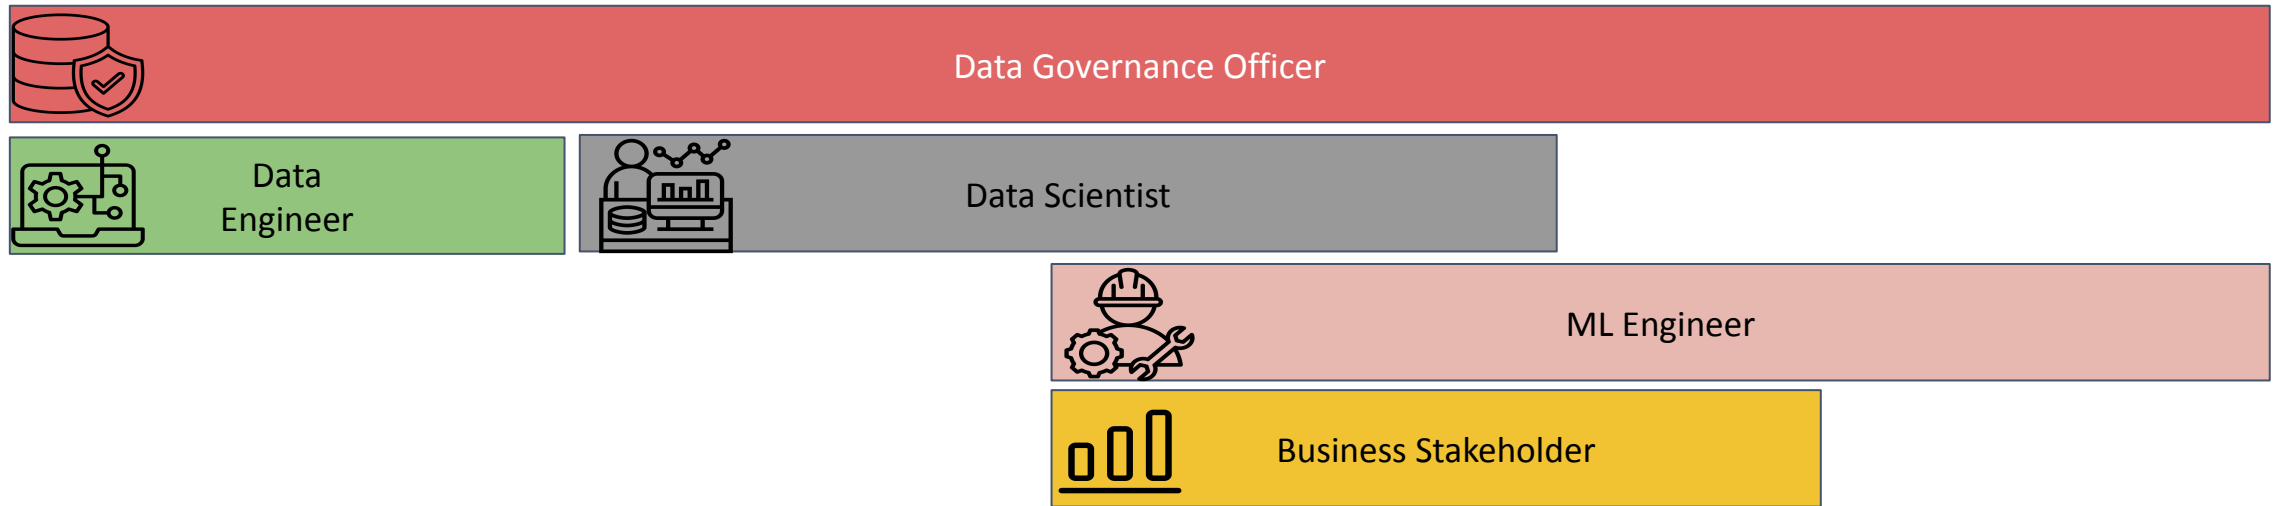 Data Governance Officer
Data
Engineer
Data Scientist
ML Engineer
Business Stakeholder